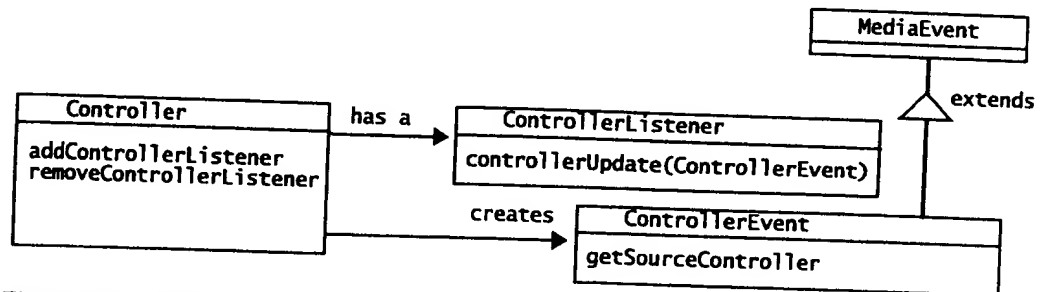 MediaEvent
extends
Controller
addControllerListener
removeControllerListener
has a
ControllerListener
controllerUpdate(ControllerEvent)
creates
ControllerEvent
getSourceController